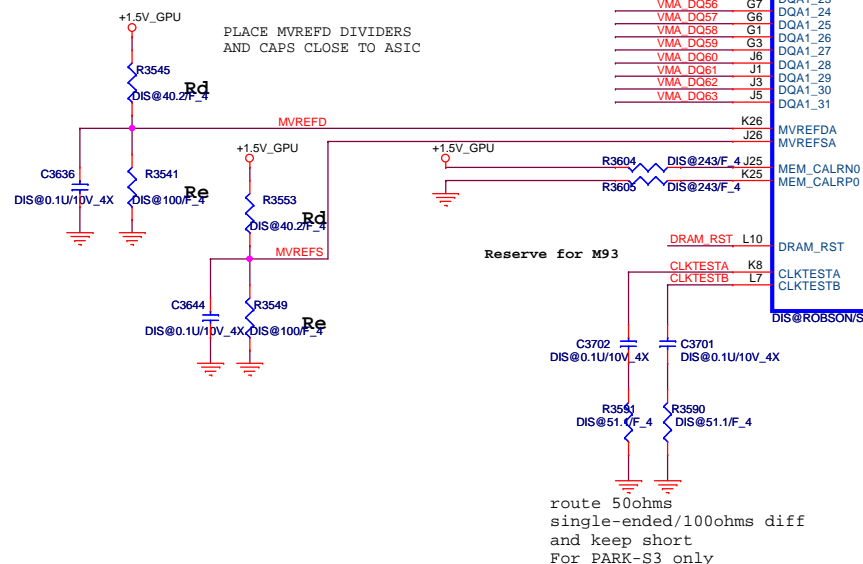 +1.5V_GPU
PLACE MVREFD DIVIDERS
AND CAPS CLOSE TO ASIC
R3545
Rd
DIS@40.2/F_4
MVREFD
C3636
DIS@0.1U/10V_4X
R3541
Re
DIS@100/F_4
+1.5V_GPU
R3553
Rd
DIS@40.2/F_4
MVREFS
C3644
DIS@0.1U/10V_4X
R3549
Re
DIS@100/F_4
+1.5V_GPU
R3604
DIS@243/F_4
R3605
DIS@243/F_4
Reserve for M93
VMA_DQ56 G7 DQA1_24
VMA_DQ57 G6 DQA1_25
VMA_DQ58 G1 DQA1_26
VMA_DQ59 G3 DQA1_27
VMA_DQ60 J6 DQA1_28
VMA_DQ61 J1 DQA1_29
VMA_DQ62 J3 DQA1_30
VMA_DQ63 J5 DQA1_31
K26 MVREFDA
J26 MVREFSA
J25 MEM_CALRN0
K25 MEM_CALRP0
DRAM_RST L10 DRAM_RST
CLKTESTA K8 CLKTESTA
CLKTESTB L7 CLKTESTB
DIS@ROBSON/S
C3702
DIS@0.1U/10V_4X
C3701
DIS@0.1U/10V_4X
R3591
DIS@51.1/F_4
R3590
DIS@51.1/F_4
route 50ohms
single-ended/100ohms diff
and keep short
For PARK-S3 only